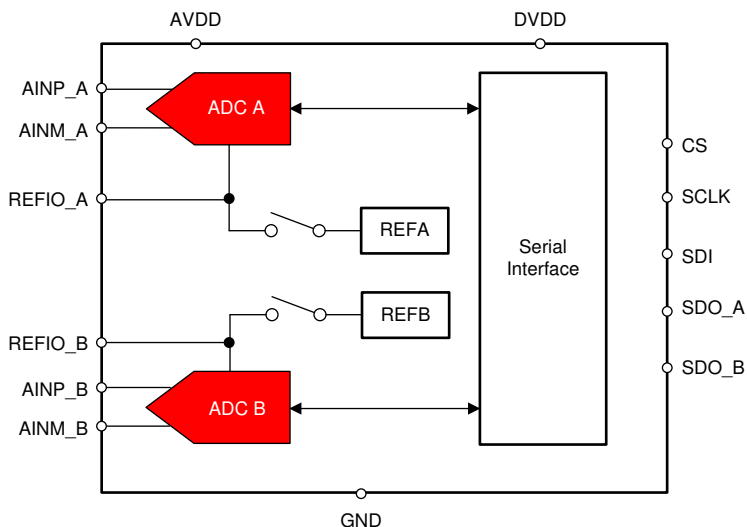 AVDD
DVDD
AINP_A
ADC A
AINM_A
CS
REFIO_A
SCLK
REFA
Serial
Interface
SDI
REFB
SDO_A
REFIO_B
SDO_B
AINP_B
ADC B
AINM_B
GND